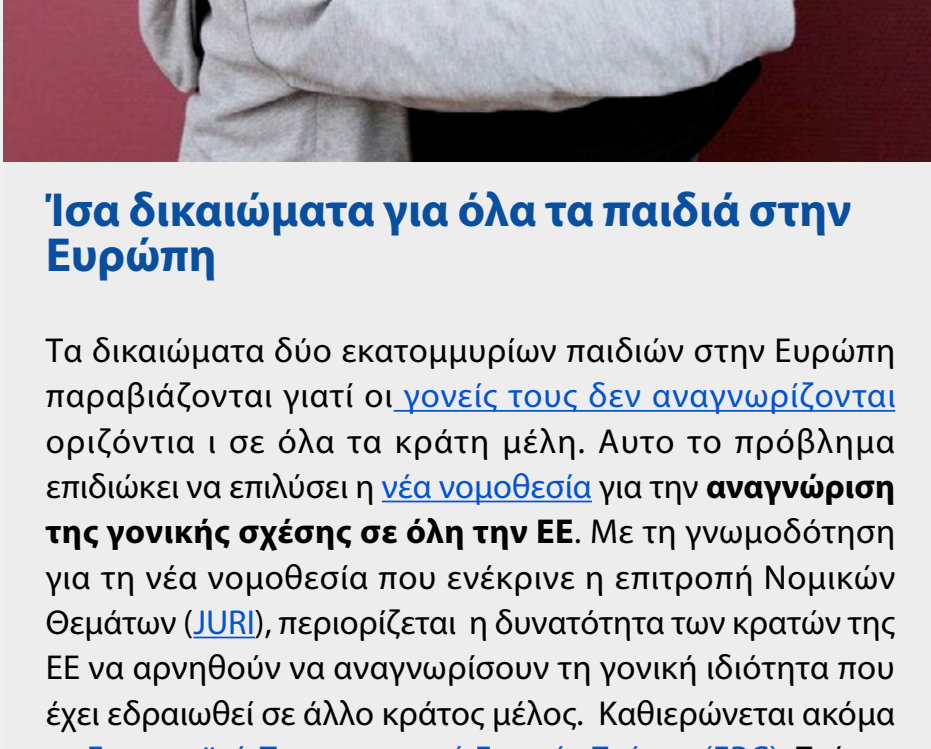 Ίσα δικαιώματα για όλα τα παιδιά στην
Ευρώπη
Τα δικαιώματα δύο εκατομμυρίων παιδιών στην Ευρώπη
παραβιάζονται γιατί οι γονείς τους δεν αναγνωρίζονται
οριζόντια ι σε όλα τα κράτη μέλη. Αυτο το πρόβλημα
επιδιώκει να επιλύσει η νέα νομοθεσία για την αναγνώριση
της γονικής σχέσης σε όλη την ΕΕ. Με τη γνωμοδότηση
για τη νέα νομοθεσία που ενέκρινε η επιτροπή Νομικών
Θεμάτων (JURI), περιορίζεται η δυνατότητα των κρατών της
ΕΕ να αρνηθούν να αναγνωρίσουν τη γονική ιδιότητα που
έχει εδραιωθεί σε άλλο κράτος μέλος. Καθιερώνεται ακόμα